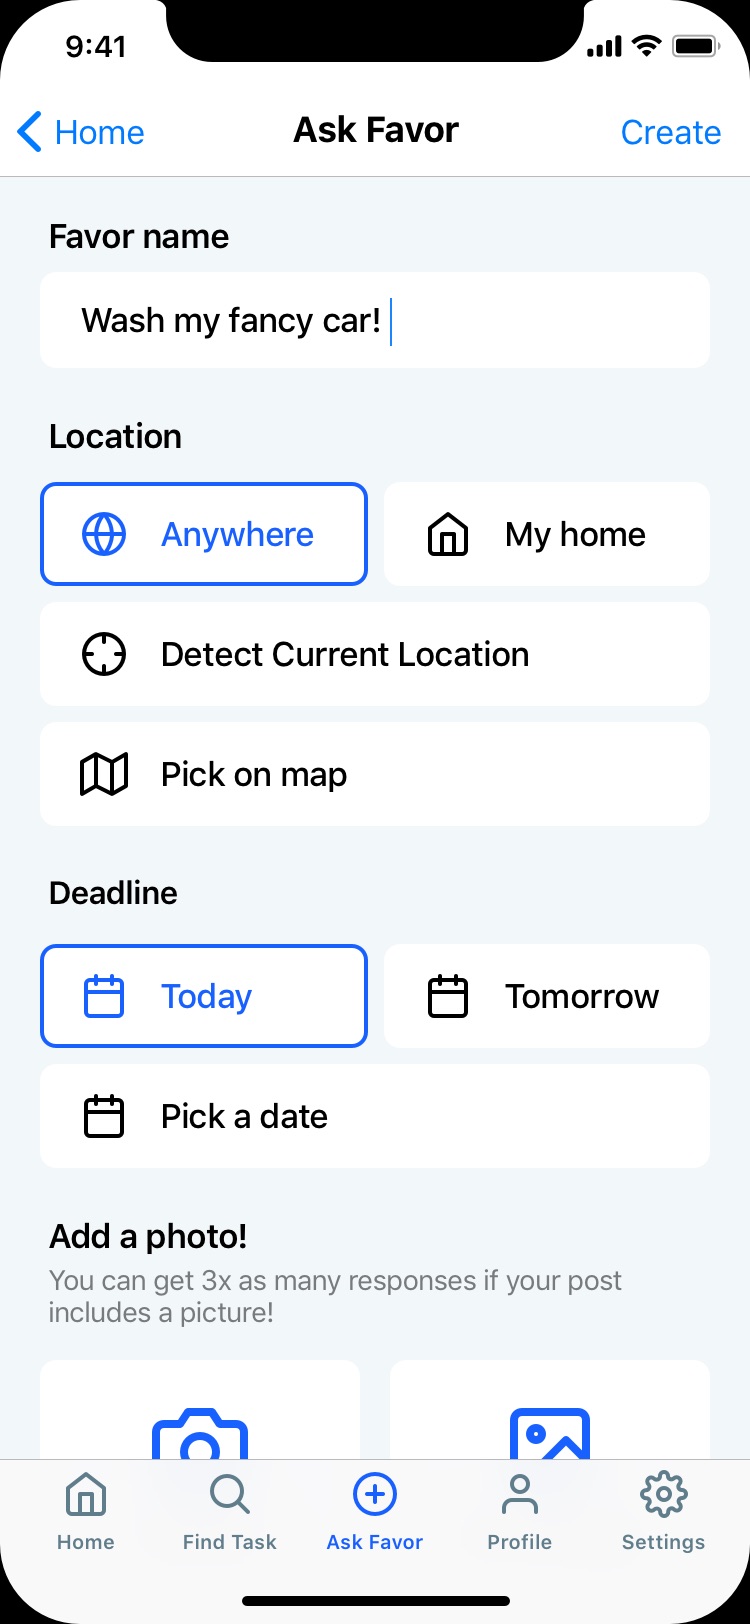 9:41
Home
Ask Favor
Create
Favor name
Wash my fancy car!
Location
Anywhere
My home
Detect Current Location
Pick on map
Deadline
Today
Tomorrow
Pick a date
Add a photo!
You can get 3x as many responses if your post
includes a picture!
Home
Find Task
Ask Favor
Profile
Settings